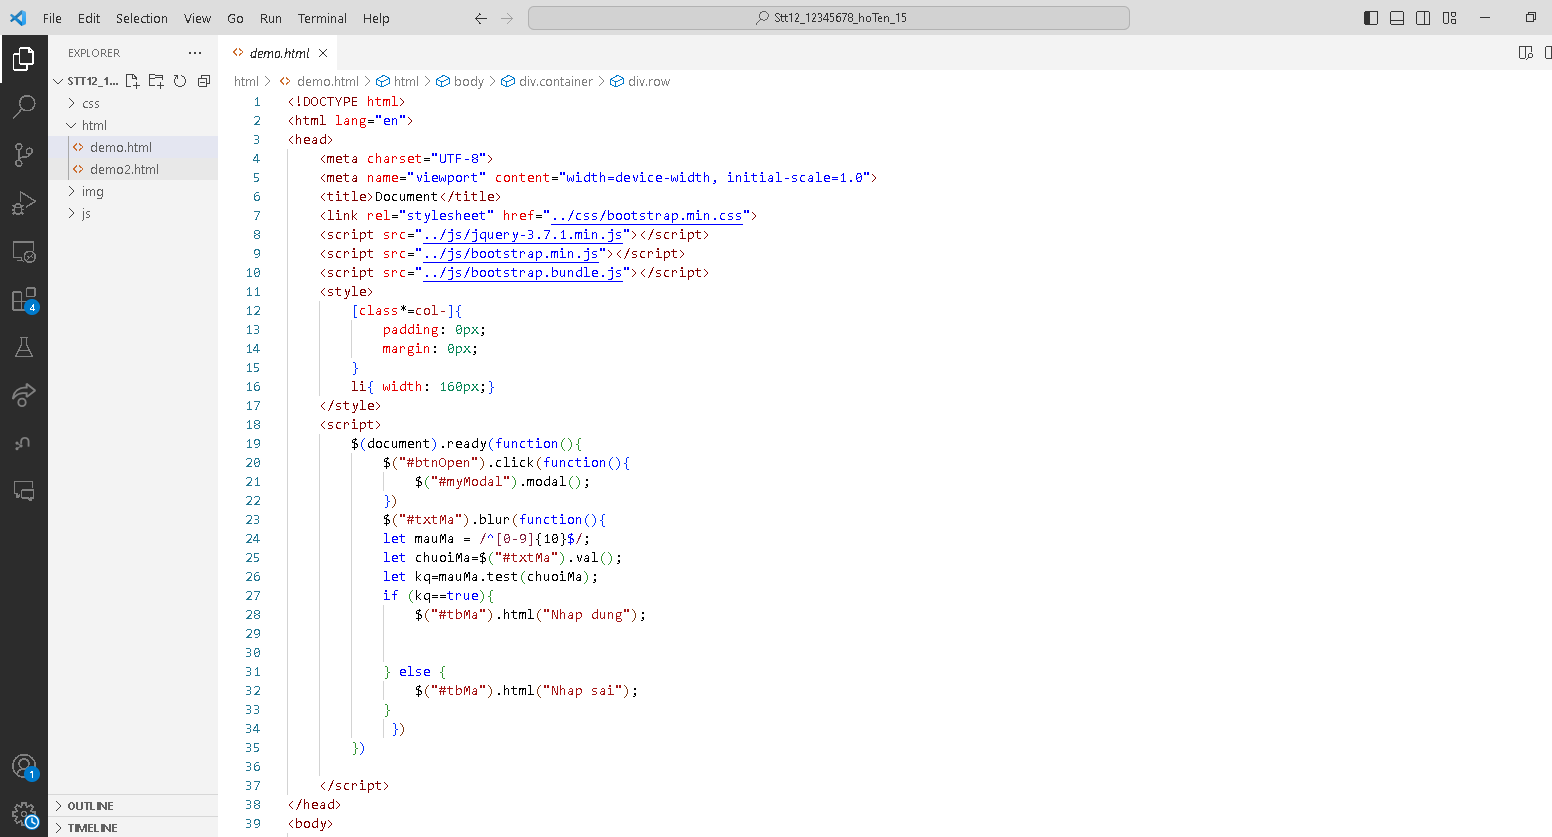 File Edit Selection View Go Run Terminal Help
Stt12_12345678_hoTen_15
EXPLORER
STT12_1...
css
html
demo.html
demo2.html
img
js
OUTLINE
TIMELINE
4
1
demo.html
html > demo.html > html > body > div.container > div.row
1 <!DOCTYPE html>
2 <html lang="en">
3 <head>
4 <meta charset="UTF-8">
5 <meta name="viewport" content="width=device-width, initial-scale=1.0">
6 <title>Document</title>
7 <link rel="stylesheet" href="../css/bootstrap.min.css">
8 <script src="../js/jquery-3.7.1.min.js"></script>
9 <script src="../js/bootstrap.min.js"></script>
10 <script src="../js/bootstrap.bundle.js"></script>
11 <style>
12 [class*=col-]{
13 padding: 0px;
14 margin: 0px;
15 }
16 li{ width: 160px;}
17 </style>
18 <script>
19 $(document).ready(function(){
20 $("#btnOpen").click(function(){
21 $("#myModal").modal();
22 })
23 $("#txtMa").blur(function(){
24 let mauMa = /^[0-9]{10}$/;
25 let chuoiMa=$("#txtMa").val();
26 let kq=mauMa.test(chuoiMa);
27 if (kq==true){
28 $("#tbMa").html("Nhap dung");
29
30
31 } else {
32 $("#tbMa").html("Nhap sai");
33 }
34 })
35 })
36
37 </script>
38 </head>
39 <body>